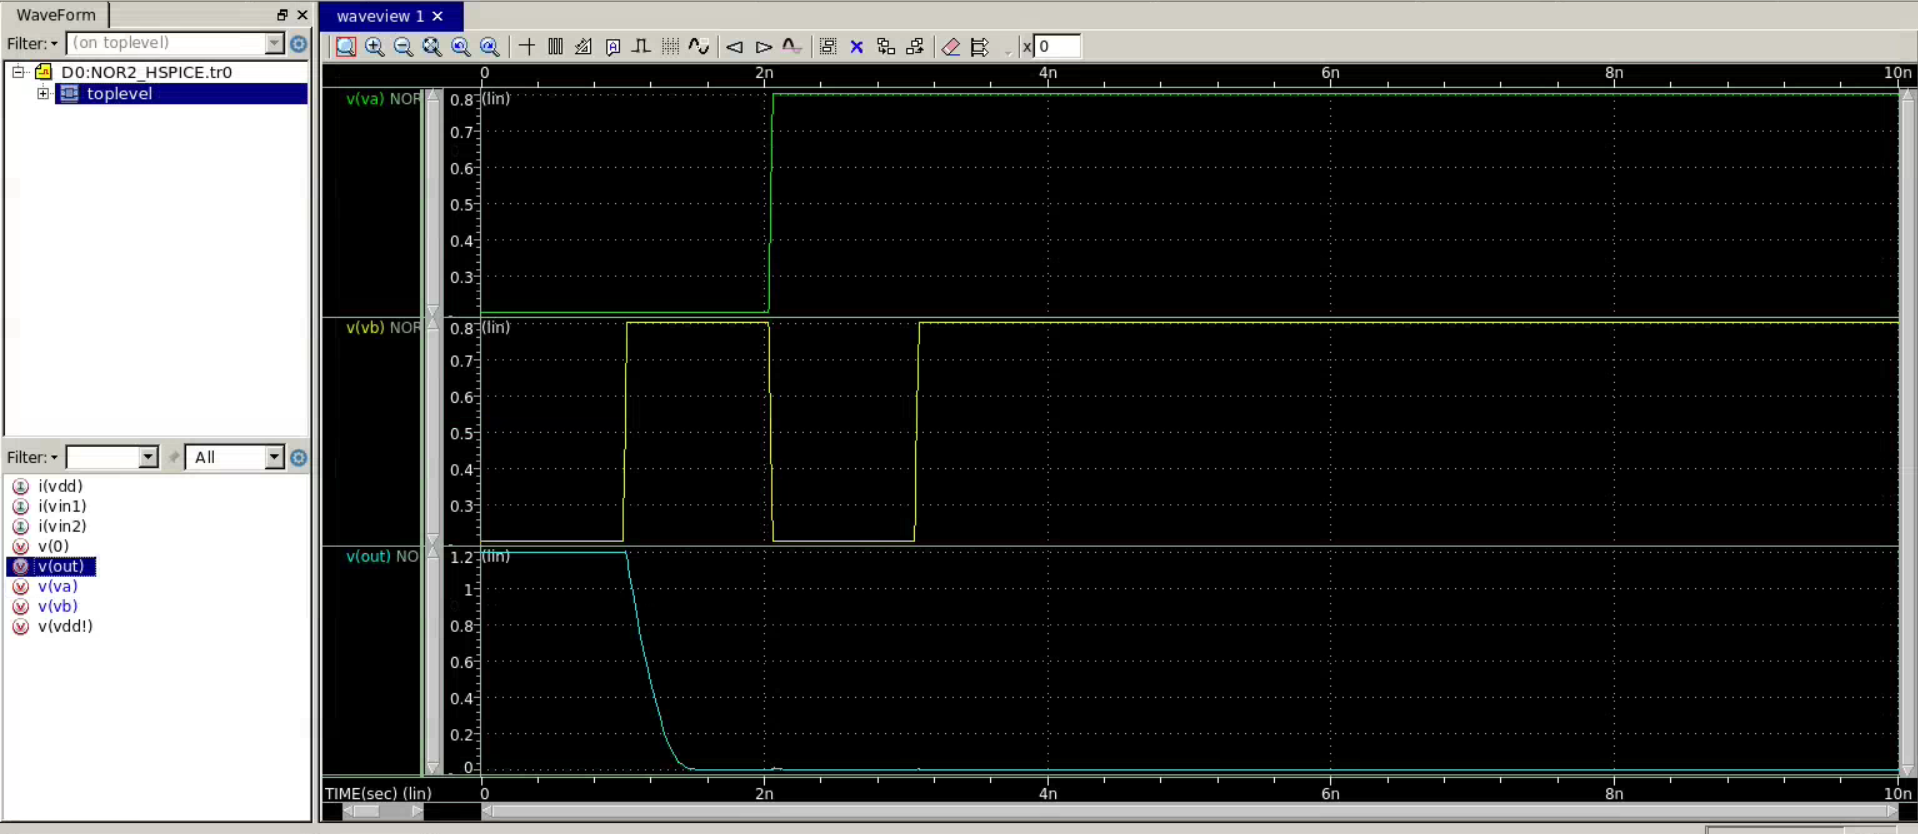 WaveForm
Filter: (on toplevel)
D0:NOR2_HSPICE.tr0
toplevel
Filter: All
i(vdd)
i(vin1)
i(vin2)
v(0)
v(out)
v(va)
v(vb)
v(vdd!)
waveview 1
x 0
0 2n 4n 6n 8n 10n
v(va) NOR
0.8 (lin)
0.7
0.6
0.5
0.4
0.3
v(vb) NOR
0.8 (lin)
0.7
0.6
0.5
0.4
0.3
v(out) NO
1.2 (lin)
1
0.8
0.6
0.4
0.2
0
TIME(sec) (lin) 0 2n 4n 6n 8n 10n